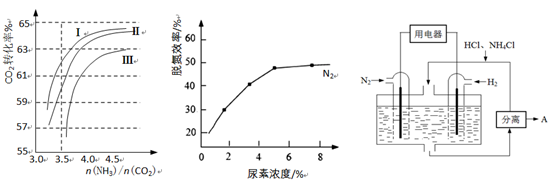 CO₂转化率%
65
63
61
59
57
55
I
II
III
3.0 3.5 4.0 4.5
n(NH₃)/n(CO₂)
脱氮效率/%
60
50
40
30
20
10
N₂
0 2 4 6 8
尿素浓度/%
用电器
HCl、NH₄Cl
N₂
H₂
分离
A